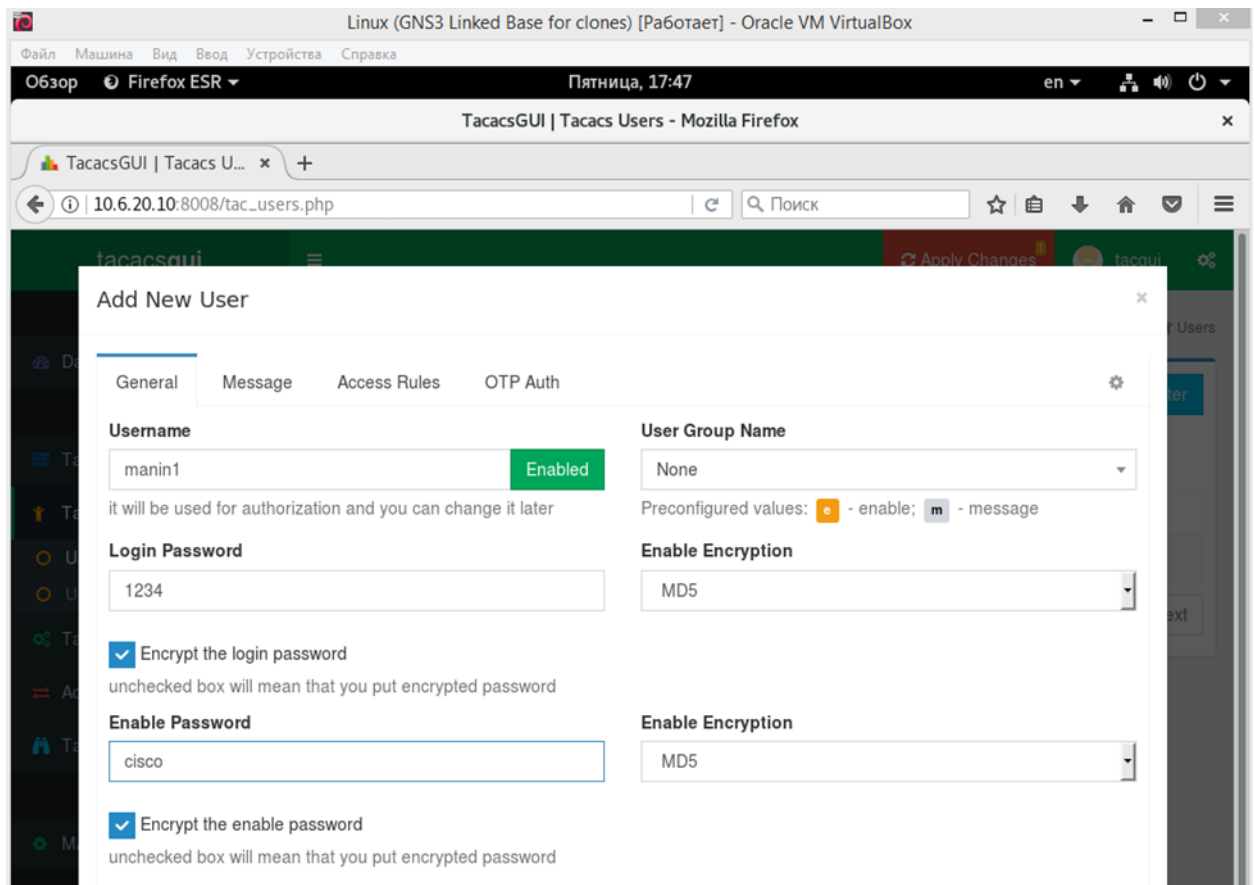 Linux (GNS3 Linked Base for clones) [Работает] - Oracle VM VirtualBox
Файл Машина Вид Ввод Устройства Справка
Обзор Firefox ESR Пятница, 17:47 en
TacacsGUI | Tacacs Users - Mozilla Firefox
TacacsGUI | Tacacs U...
10.6.20.10:8008/tac_users.php Поиск
tacacsgui Apply Changes tacgui
Add New User
Users
General Message Access Rules OTP Auth
Username User Group Name
manin1 Enabled None
it will be used for authorization and you can change it later Preconfigured values: e - enable; m - message
Login Password Enable Encryption
1234 MD5
Encrypt the login password
unchecked box will mean that you put encrypted password
Enable Password Enable Encryption
cisco MD5
Encrypt the enable password
unchecked box will mean that you put encrypted password